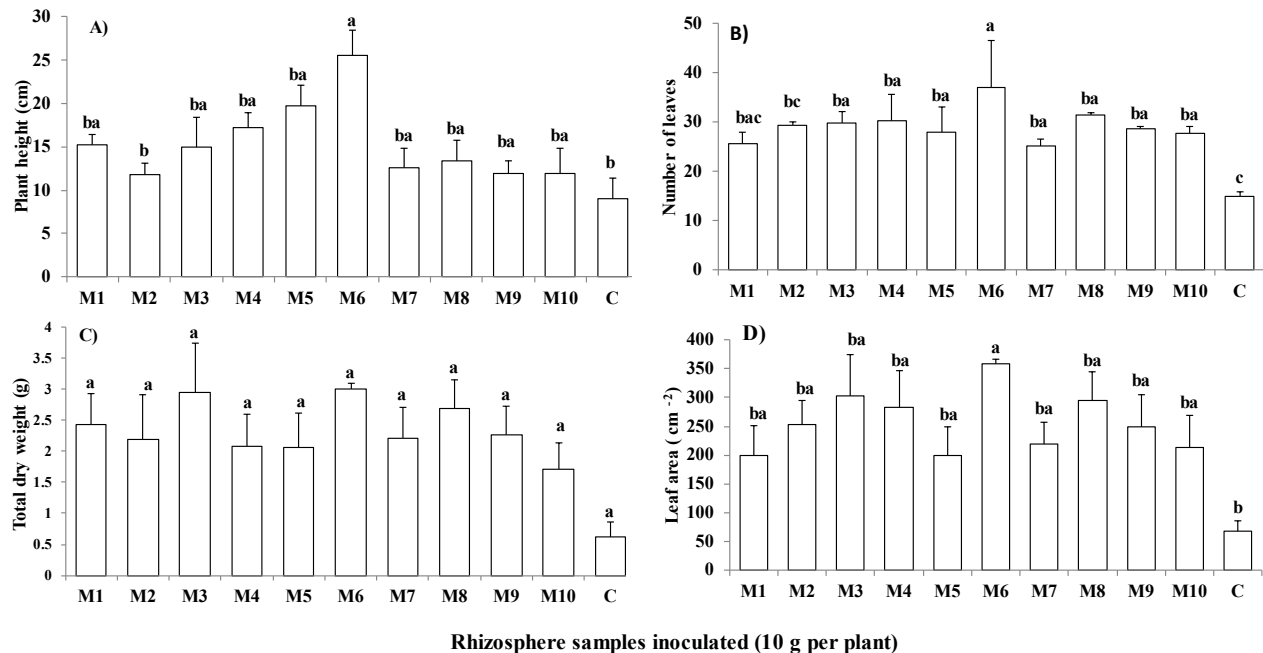 A)
Plant height (cm)
30
25
20
15
10
5
0
ba b ba ba ba a ba ba ba ba b
M1 M2 M3 M4 M5 M6 M7 M8 M9 M10 C
B)
Number of leaves
50
40
30
20
10
0
bac bc ba ba ba a ba ba ba ba c
M1 M2 M3 M4 M5 M6 M7 M8 M9 M10 C
C)
Total dry weight (g)
4
3.5
3
2.5
2
1.5
1
0.5
0
a a a a a a a a a a a
M1 M2 M3 M4 M5 M6 M7 M8 M9 M10 C
D)
Leaf area ( cm -2)
400
350
300
250
200
150
100
50
0
ba ba ba ba ba a ba ba ba ba b
M1 M2 M3 M4 M5 M6 M7 M8 M9 M10 C
Rhizosphere samples inoculated (10 g per plant)